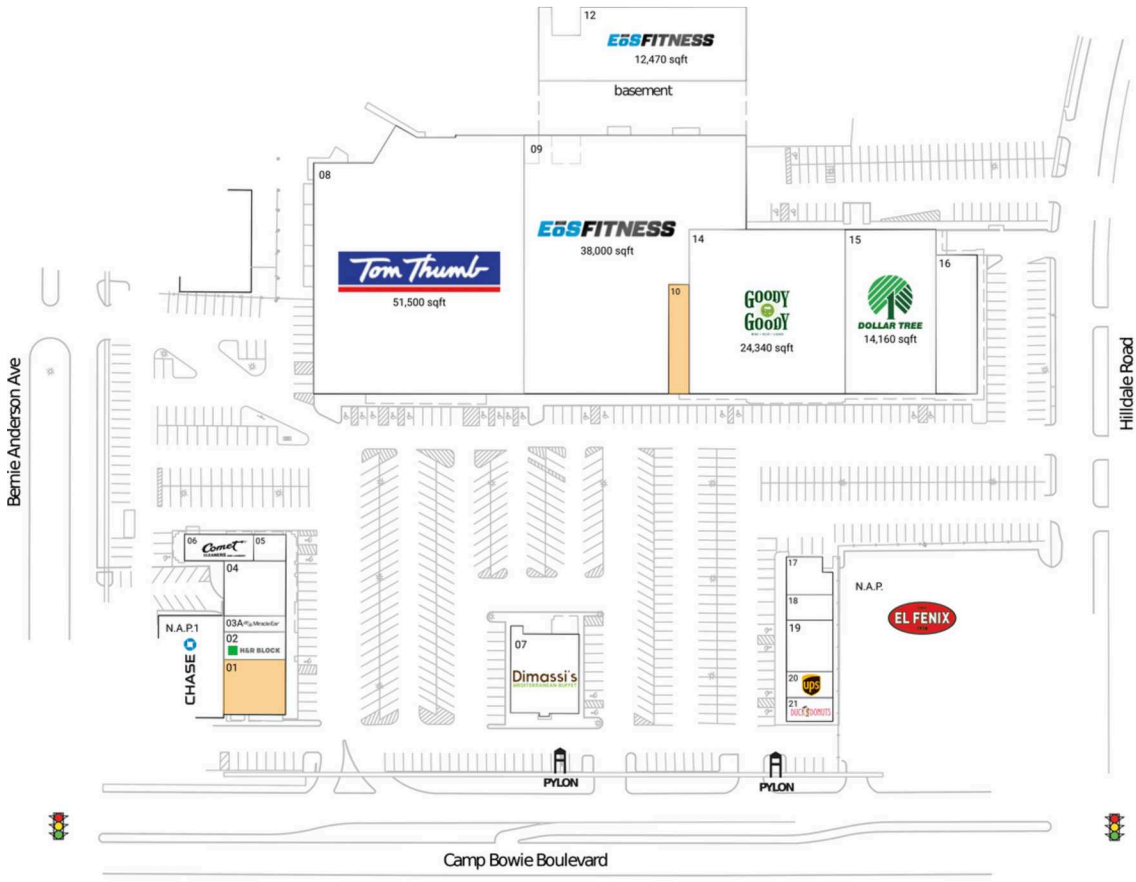 12
EōSFITNESS
12,470 sqft
basement
08
09
EōSFITNESS
38,000 sqft
Tom Thumb
51,500 sqft
10
14
GOODY
GOODY
24,340 sqft
15
DOLLAR TREE
14,160 sqft
16
Bernie Anderson Ave
Hilldale Road
06
Comet
CLEANERS
05
04
03A
Miracle-Ear
02
H&R BLOCK
01
N.A.P.1
CHASE
07
Dimassi's
MEDITERRANEAN BUFFET
17
18
19
20
ups
21
DUCK DONUTS
N.A.P.
EL FENIX
PYLON
PYLON
Camp Bowie Boulevard